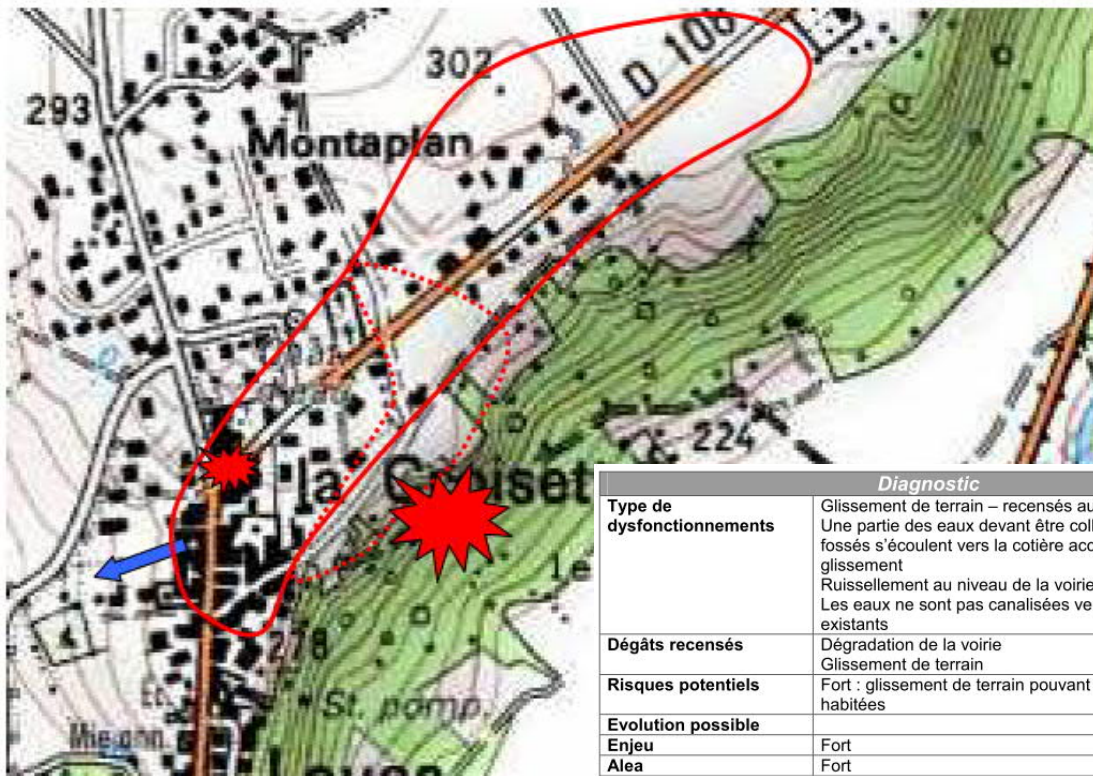 302
D 100
293
Montaplan
la Croiset
224
le
278
St. pomp.
Diagnostic
Type de
dysfonctionnements
Glissement de terrain – recensés au
Une partie des eaux devant être coll
fossés s'écoulent vers la cotière acc
glissement
Ruissellement au niveau de la voirie
Les eaux ne sont pas canalisées ve
existants
Dégâts recensés
Dégradation de la voirie
Glissement de terrain
Risques potentiels
Fort : glissement de terrain pouvant
habitées
Evolution possible
Enjeu
Fort
Alea
Fort